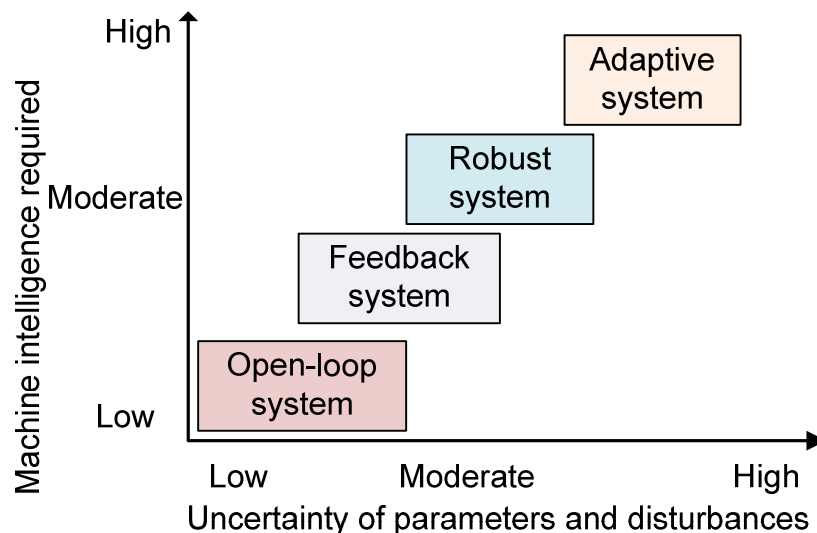 High
Adaptive
system
Machine intelligence required
Robust
system
Moderate
Feedback
system
Open-loop
system
Low
Low Moderate High
Uncertainty of parameters and disturbances